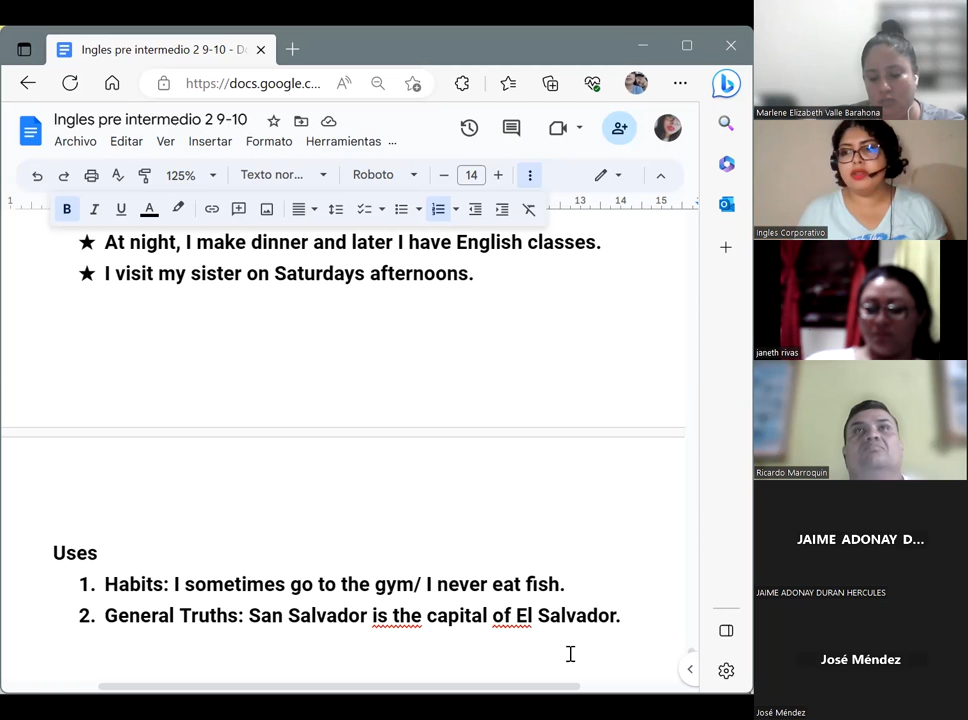 Ingles pre intermedio 2 9-10 - D
https://docs.google.c...
Ingles pre intermedio 2 9-10
Archivo Editar Ver Insertar Formato Herramientas ...
125% Texto nor... Roboto 14
B I U A
1 13 14 15
★ At night, I make dinner and later I have English classes.
★ I visit my sister on Saturdays afternoons.
Uses
1. Habits: I sometimes go to the gym/ I never eat fish.
2. General Truths: San Salvador is the capital of El Salvador.
Marlene Elizabeth Valle Barahona
Ingles Corporativo
janeth rivas
Ricardo Marroquin
JAIME ADONAY D...
JAIME ADONAY DURAN HERCULES
José Méndez
José Méndez